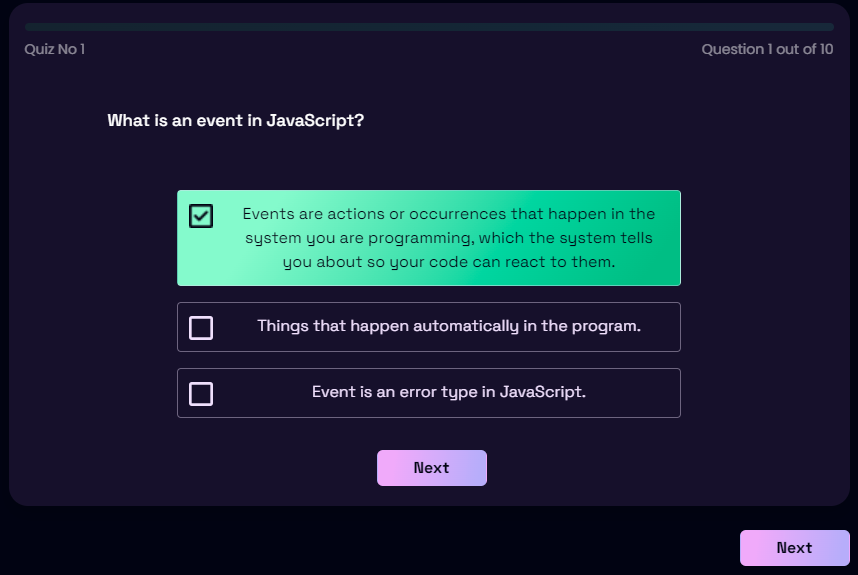 Quiz No 1
Question 1 out of 10
What is an event in JavaScript?
Events are actions or occurrences that happen in the
system you are programming, which the system tells
you about so your code can react to them.
Things that happen automatically in the program.
Event is an error type in JavaScript.
Next
Next